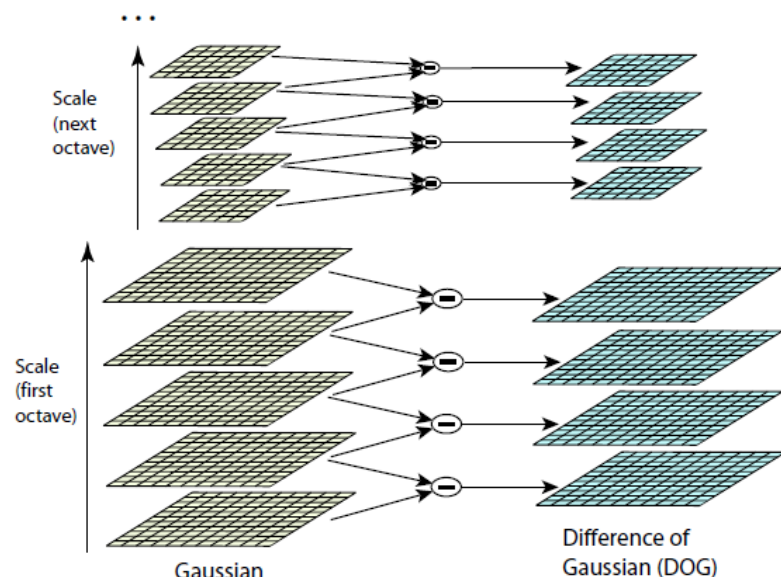 ...
Scale
(next
octave)
Scale
(first
octave)
Gaussian
Difference of
Gaussian (DOG)